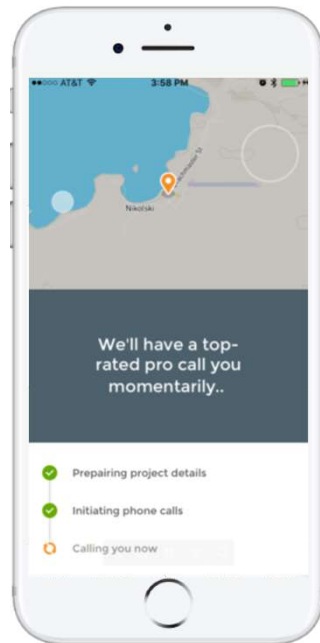 AT&T 3:58 PM
Nikolski
We'll have a top-
rated pro call you
momentarily..
Prepairing project details
Initiating phone calls
Calling you now